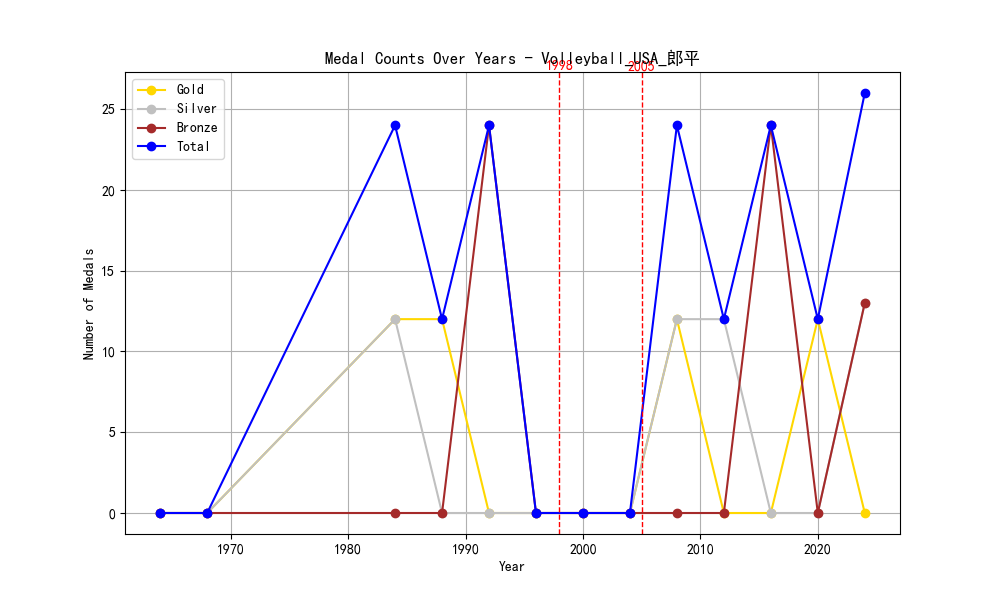 Medal Counts Over Years - Volleyball_USA_郎平
1998
2005
Gold
Silver
Bronze
Total
Number of Medals
25
20
15
10
5
0
1970
1980
1990
2000
2010
2020
Year